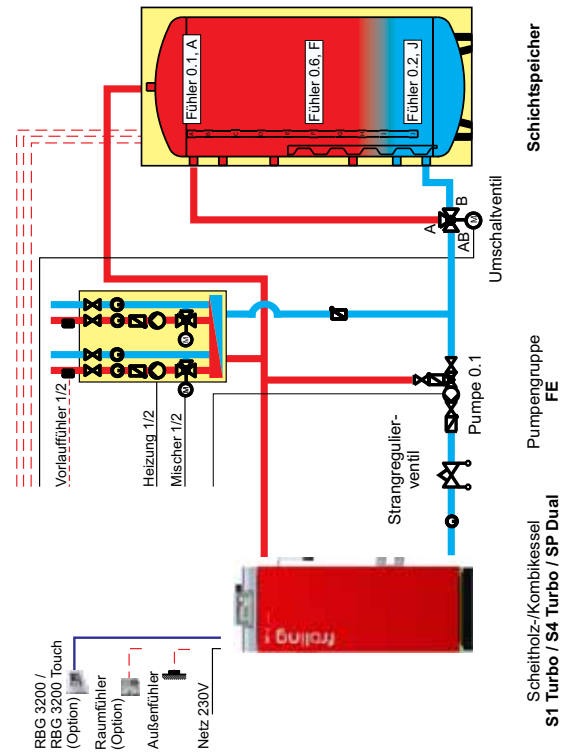 RBG 3200 /
RBG 3200 Touch
(Option)
Raumfühler
(Option)
Außenfühler
Netz 230V
Vorlauffühler 1/2
Heizung 1/2
Mischer 1/2
M
M
Fühler 0.1, A
Fühler 0.6, F
Fühler 0.2, J
froling
Strangregulier-
ventil
Pumpe 0.1
A
B
AB
M
Umschaltventil
Scheitholz-/Kombikessel
S1 Turbo / S4 Turbo / SP Dual
Pumpengruppe
FE
Schichtspeicher